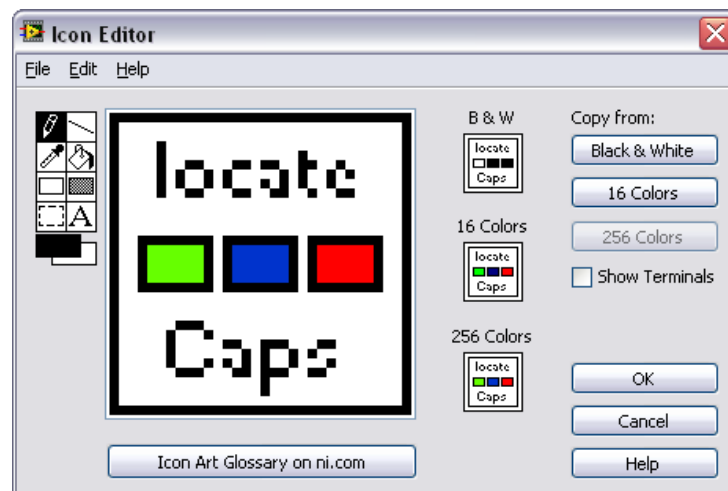 Icon Editor
File Edit Help
B & W
Copy from:
locate
Caps
Black & White
16 Colors
16 Colors
locate
Caps
256 Colors
Show Terminals
locate
Caps
256 Colors
locate
Caps
OK
Cancel
Icon Art Glossary on ni.com
Help
A